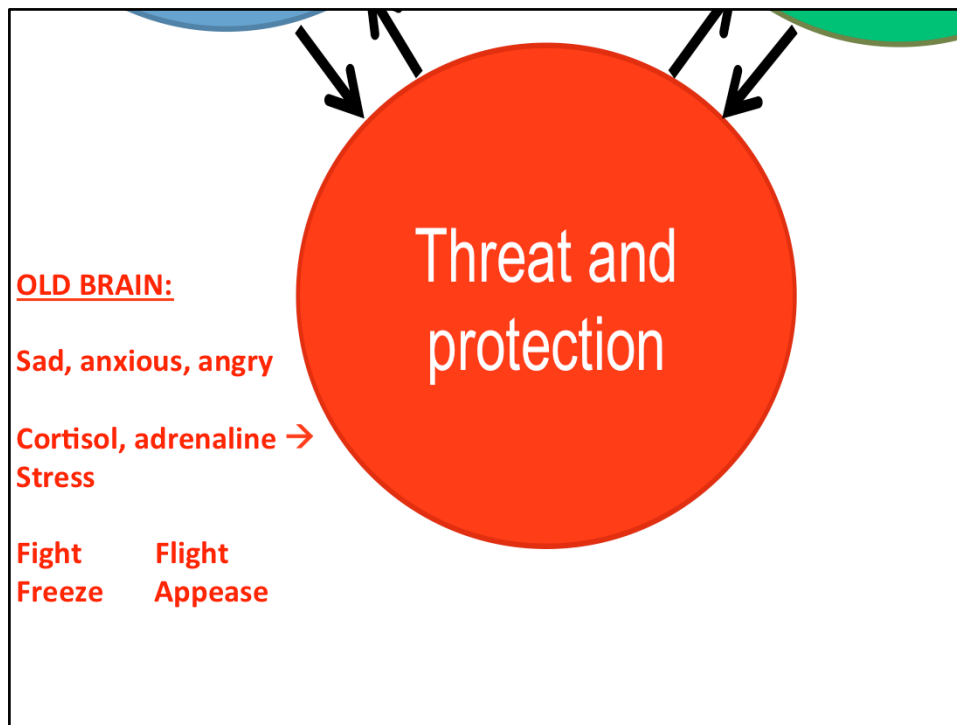 Threat and
protection
OLD BRAIN:
Sad, anxious, angry
Cortisol, adrenaline →
Stress
Fight Flight
Freeze Appease